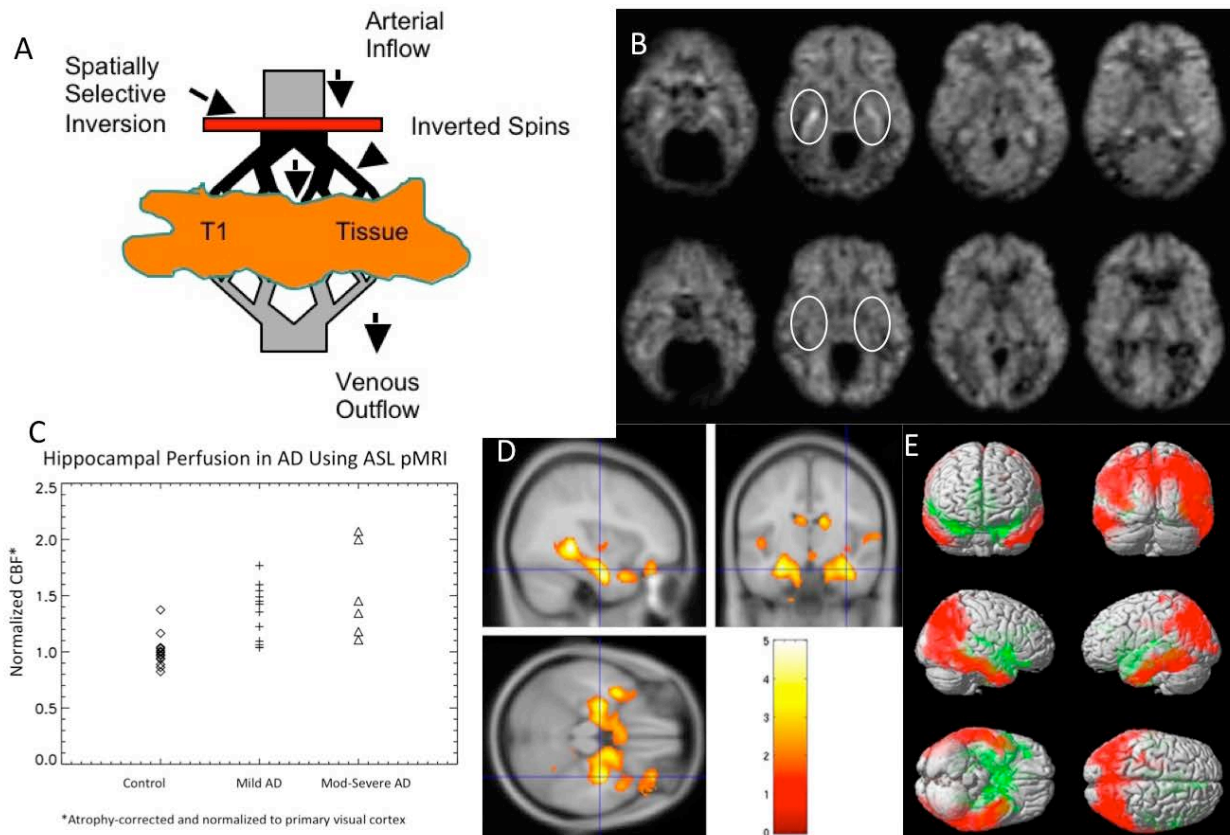 A
Arterial
Inflow
Spatially
Selective
Inversion
Inverted Spins
T1 Tissue
Venous
Outflow
B
C
Hippocampal Perfusion in AD Using ASL pMRI
Normalized CBF*
2.5
2.0
1.5
1.0
0.5
0.0
Control Mild AD Mod-Severe AD
*Atrophy-corrected and normalized to primary visual cortex
D
5
4
3
2
1
0
E